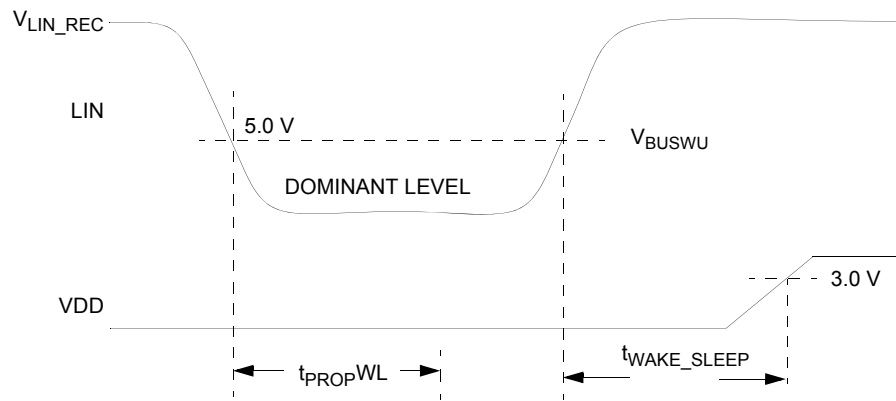 VLIN_REC
LIN
5.0 V
VBUSWU
DOMINANT LEVEL
VDD
3.0 V
tPROPWL
tWAKE_SLEEP